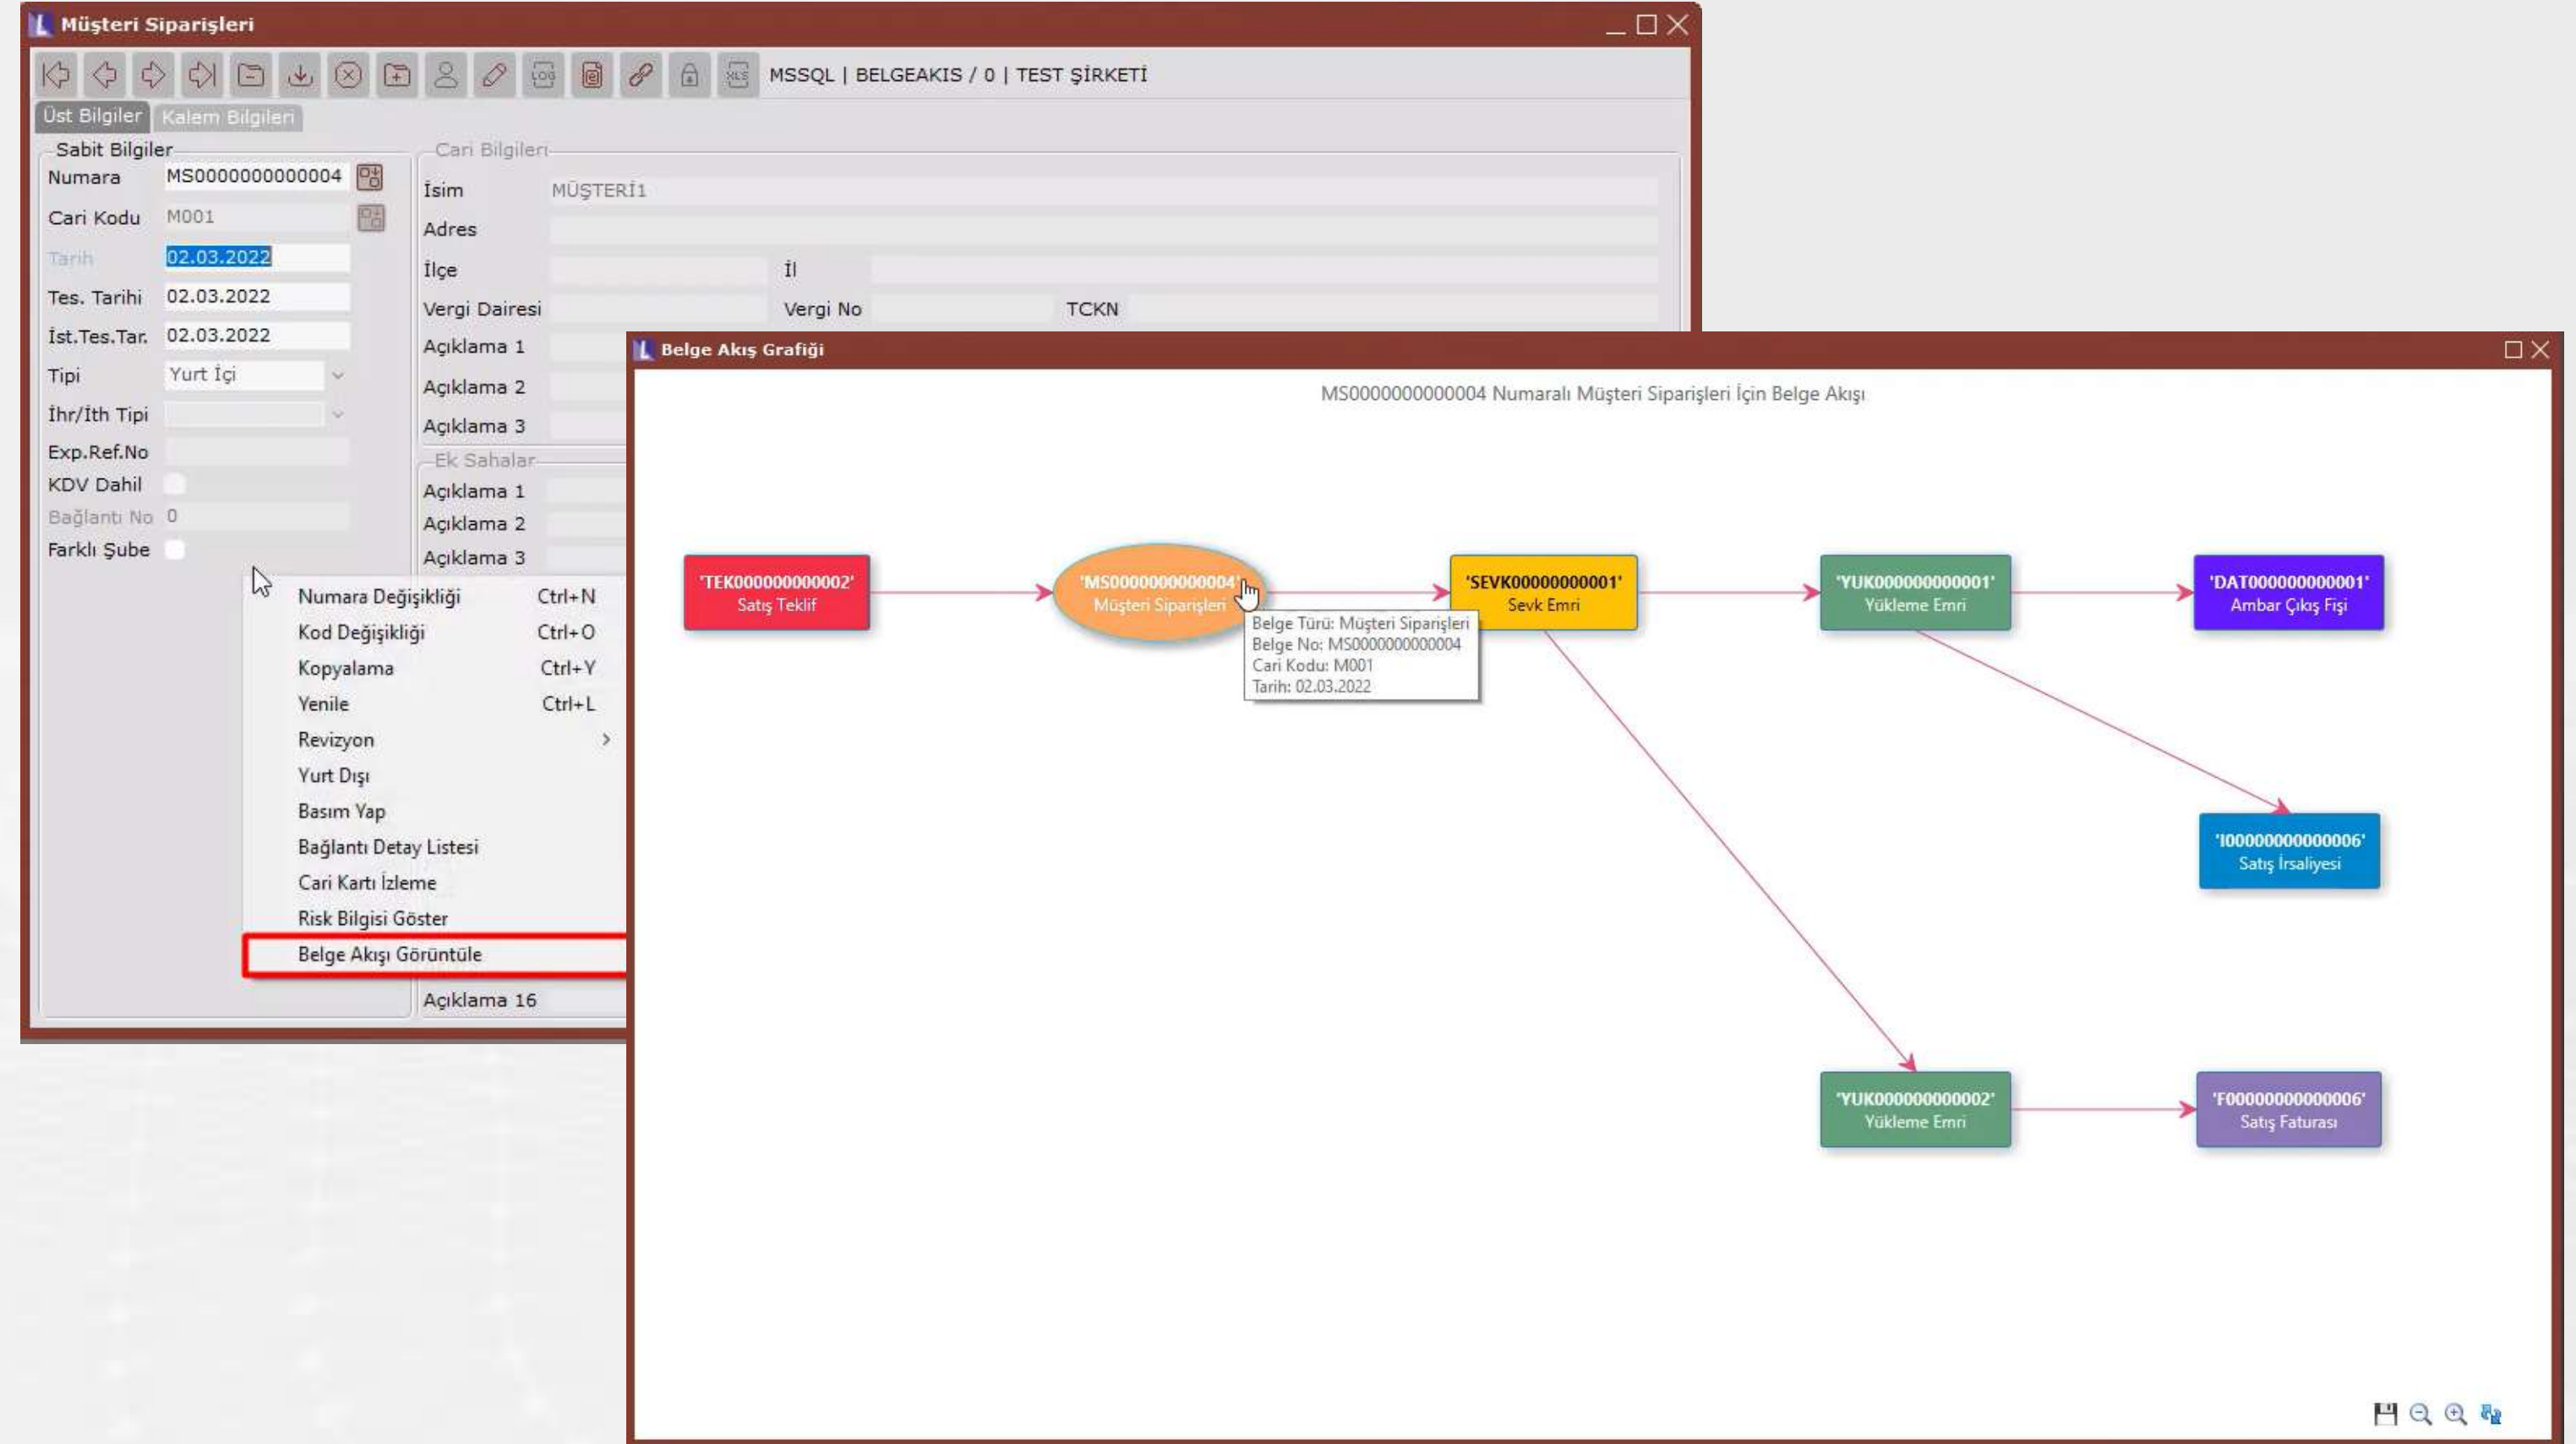 Müşteri Siparişleri
MSSQL | BELGEAKIS / 0 | TEST ŞİRKETİ
Üst Bilgiler Kalem Bilgileri
Sabit Bilgiler
Numara MS0000000000004
Cari Kodu M001
Tarih 02.03.2022
Tes. Tarihi 02.03.2022
İst.Tes.Tar. 02.03.2022
Tipi Yurt İçi
İhr/İth Tipi
Exp.Ref.No
KDV Dahil
Bağlantı No 0
Farklı Şube
Cari Bilgileri
İsim MÜŞTERİ1
Adres
İlçe İl
Vergi Dairesi Vergi No TCKN
Açıklama 1
Açıklama 2
Açıklama 3
Ek Sahalar
Açıklama 1
Açıklama 2
Açıklama 3
Açıklama 16
Numara Değişikliği Ctrl+N
Kod Değişikliği Ctrl+O
Kopyalama Ctrl+Y
Yenile Ctrl+L
Revizyon >
Yurt Dışı
Basım Yap
Bağlantı Detay Listesi
Cari Kartı İzleme
Risk Bilgisi Göster
Belge Akışı Görüntüle
Belge Akış Grafiği
MS0000000000004 Numaralı Müşteri Siparişleri İçin Belge Akışı
'TEK000000000002'
Satış Teklif
'MS0000000000004'
Müşteri Siparişleri
'SEVK00000000001'
Sevk Emri
'YUK000000000001'
Yükleme Emri
'DAT000000000001'
Ambar Çıkış Fişi
Belge Türü: Müşteri Siparişleri
Belge No: MS0000000000004
Cari Kodu: M001
Tarih: 02.03.2022
'I00000000000006'
Satış İrsaliyesi
'YUK000000000002'
Yükleme Emri
'F00000000000006'
Satış Faturası
LOG
XLS